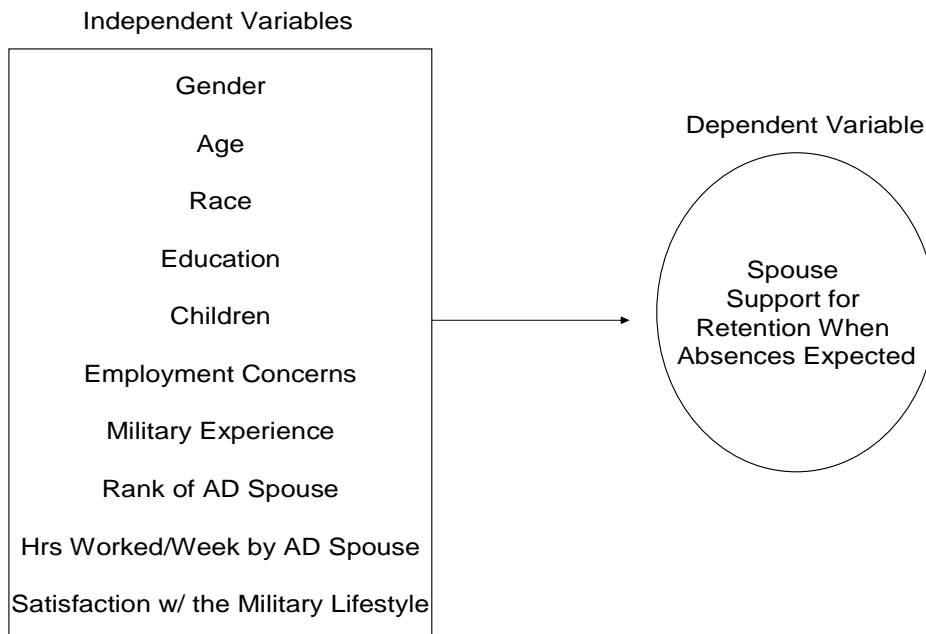 Independent Variables
Gender
Age
Race
Education
Children
Employment Concerns
Military Experience
Rank of AD Spouse
Hrs Worked/Week by AD Spouse
Satisfaction w/ the Military Lifestyle
Dependent Variable
Spouse
Support for
Retention When
Absences Expected